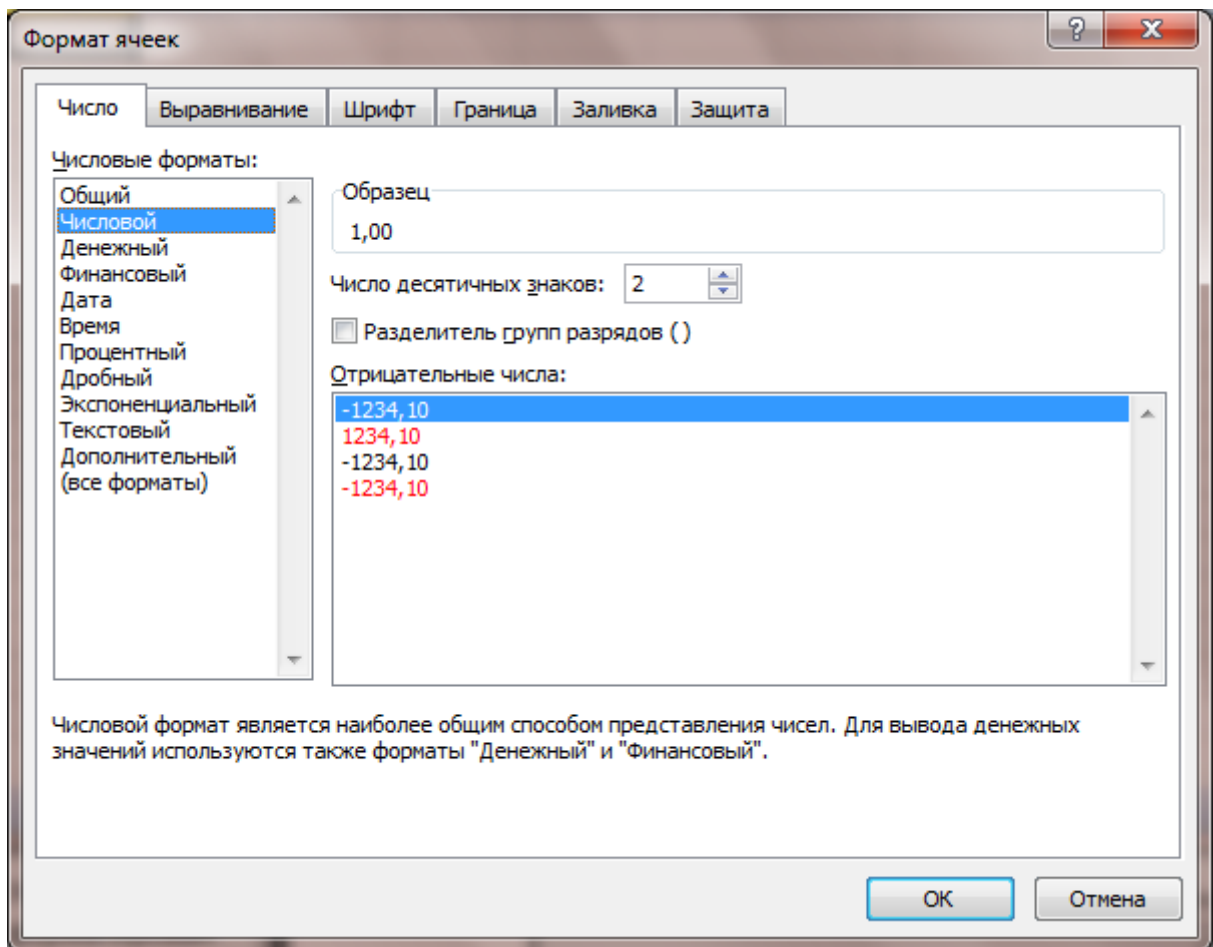 Формат ячеек
Число
Выравнивание
Шрифт
Граница
Заливка
Защита
Числовые форматы:
Общий
Числовой
Денежный
Финансовый
Дата
Время
Процентный
Дробный
Экспоненциальный
Текстовый
Дополнительный
(все форматы)
Образец
1,00
Число десятичных знаков: 2
Разделитель групп разрядов ( )
Отрицательные числа:
-1234,10
1234,10
-1234,10
-1234,10
Числовой формат является наиболее общим способом представления чисел. Для вывода денежных
значений используются также форматы "Денежный" и "Финансовый".
ОК
Отмена